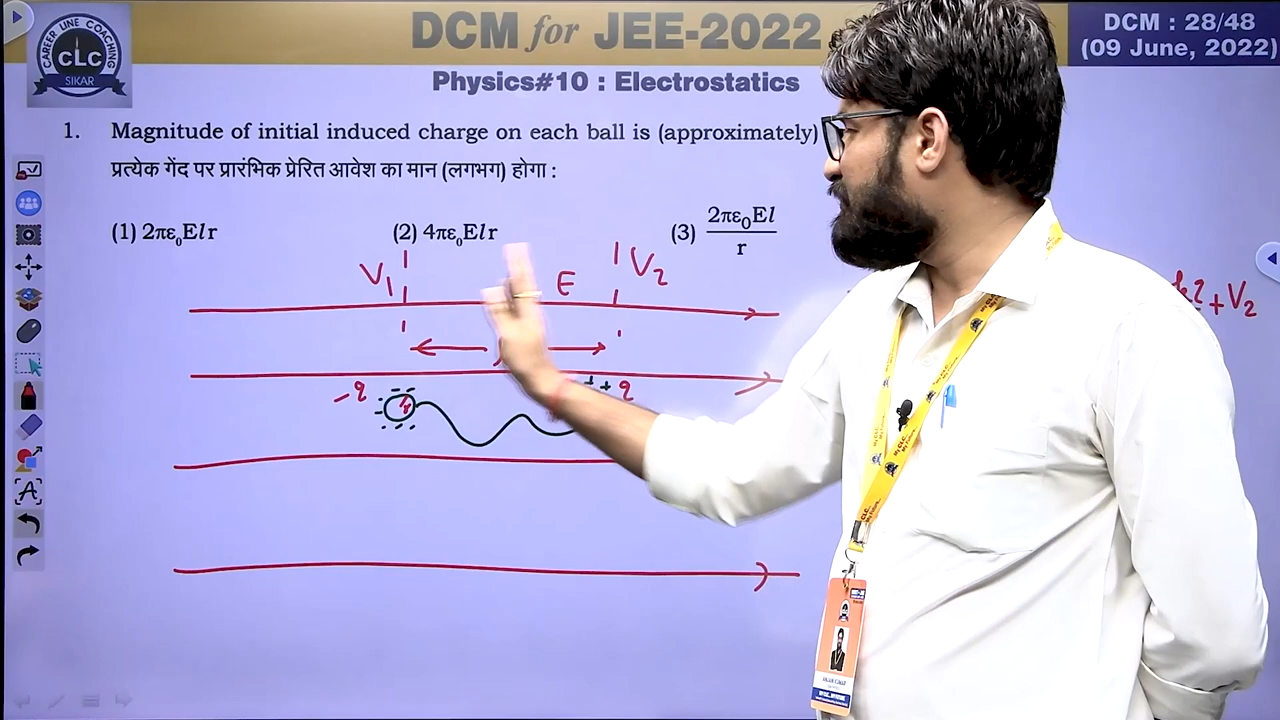 DCM for JEE-2022
DCM : 28/48
(09 June, 2022)
CAREER LINE COACHING
CLC
SIKAR
Physics#10 : Electrostatics
1. Magnitude of initial induced charge on each ball is (approximately)
प्रत्येक गेंद पर प्रारंभिक प्रेरित आवेश का मान (लगभग) होगा :
(1) 2πε₀Elr (2) 4πε₀Elr (3) 2πε₀El/r
V₁ E V₂
+V₂
-q r ++ q